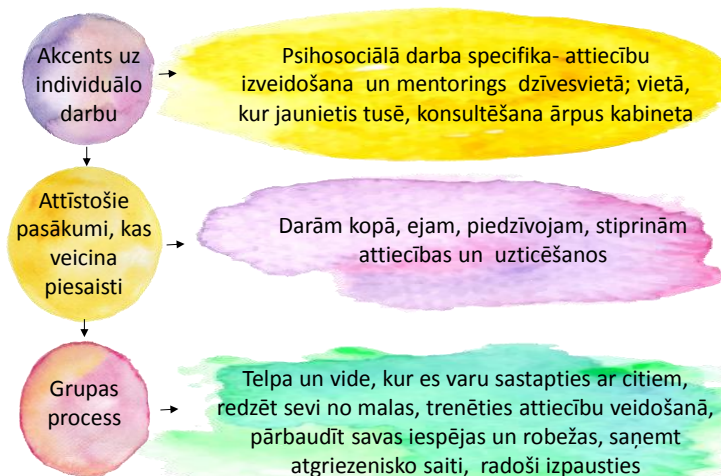 Akcents uz
individuālo
darbu
Psihosociālā darba specifika- attiecību
izveidošana un mentorings dzīvesvietā; vietā,
kur jaunietis tusē, konsultēšana ārpus kabineta
Attīstošie
pasākumi, kas
veicina
piesaisti
Darām kopā, ejam, piedzīvojam, stiprinām
attiecības un uzticēšanos
Grupas
process
Telpa un vide, kur es varu sastapties ar citiem,
redzēt sevi no malas, trenēties attiecību veidošanā,
pārbaudīt savas iespējas un robežas, saņemt
atgriezenisko saiti, radoši izpausties